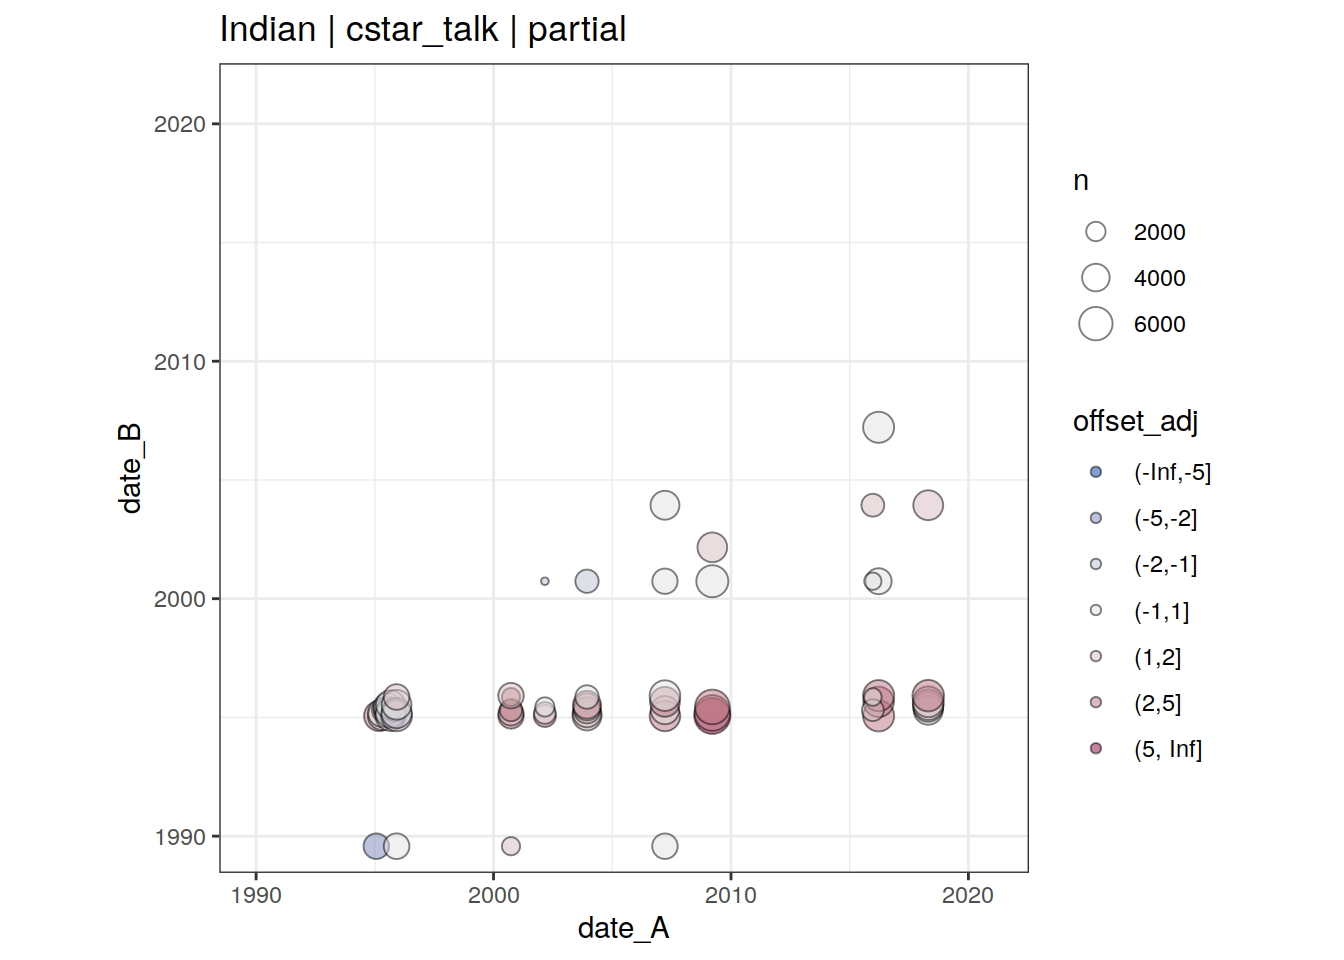 Indian | cstar_talk | partial
2020
2010
2000
1990
date_B
1990
2000
2010
2020
date_A
n
2000
4000
6000
offset_adj
(-Inf,-5]
(-5,-2]
(-2,-1]
(-1,1]
(1,2]
(2,5]
(5, Inf]